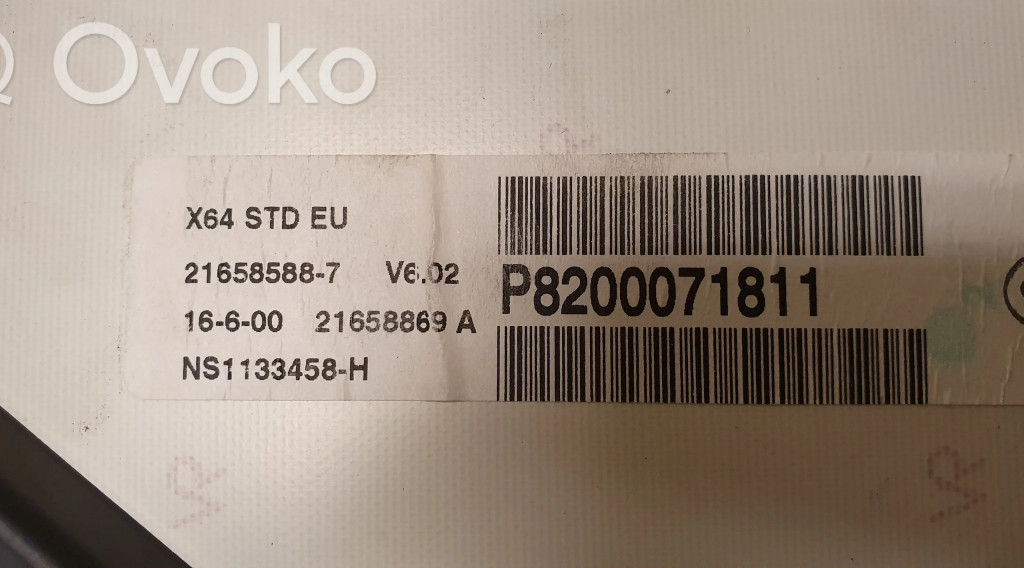 Ovoko
X64 STD EU
21658588-7 V6.02
16-6-00 21658869 A
NS1133458-H
P8200071811